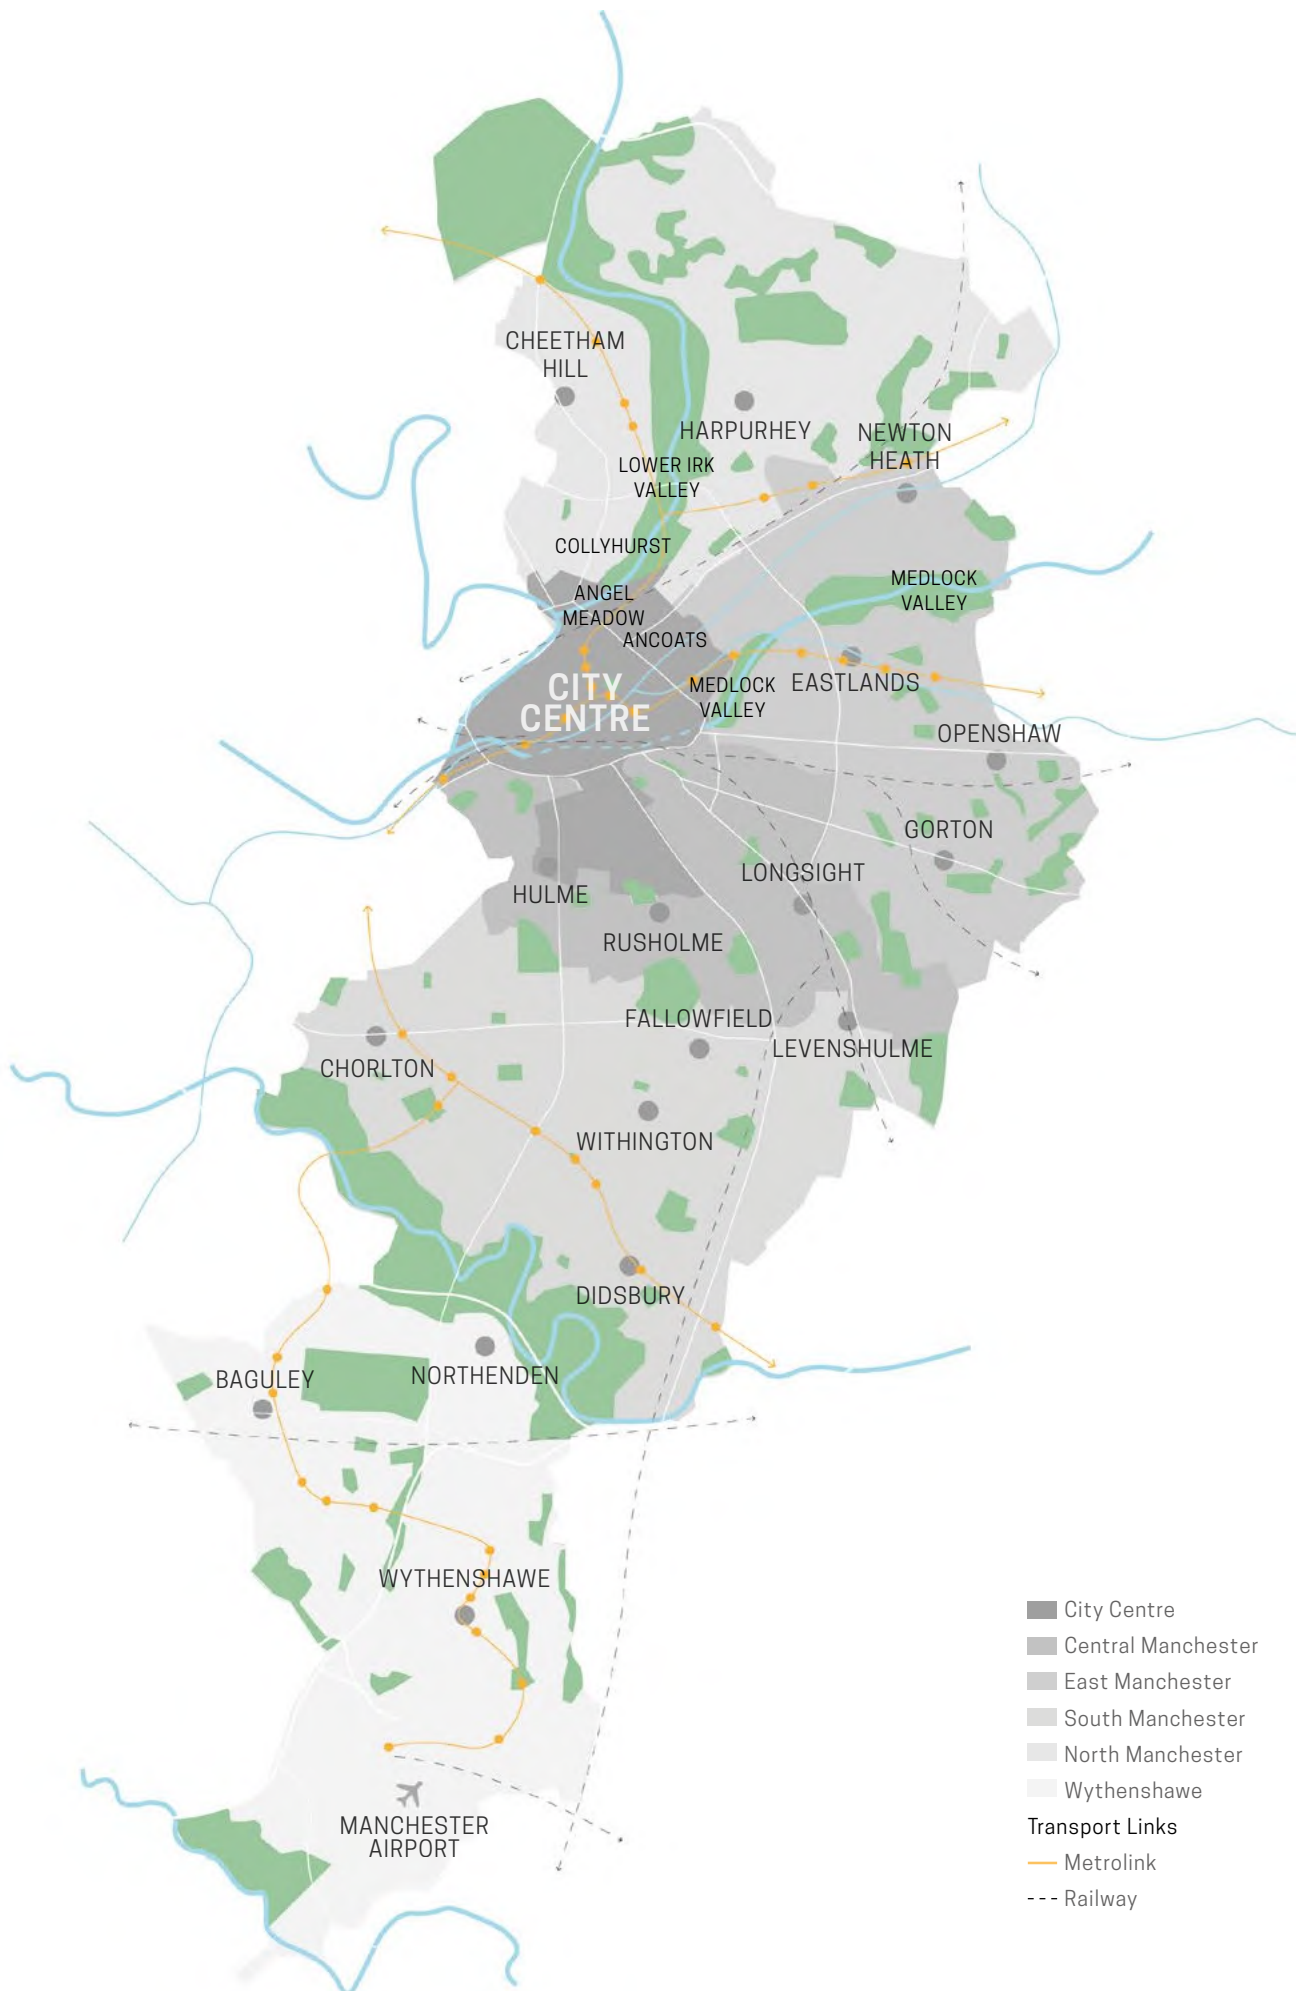 CHEETHAM
HILL
HARPURHEY
NEWTON
HEATH
LOWER IRK
VALLEY
COLLYHURST
MEDLOCK
VALLEY
ANGEL
MEADOW
ANCOATS
CITY
CENTRE
MEDLOCK
VALLEY
EASTLANDS
OPENSHAW
GORTON
LONGSIGHT
HULME
RUSHOLME
FALLOWFIELD
LEVENSHULME
CHORLTON
WITHINGTON
DIDSBURY
NORTHENDEN
BAGULEY
WYTHENSHAWE
MANCHESTER
AIRPORT
City Centre
Central Manchester
East Manchester
South Manchester
North Manchester
Wythenshawe
Transport Links
Metrolink
Railway